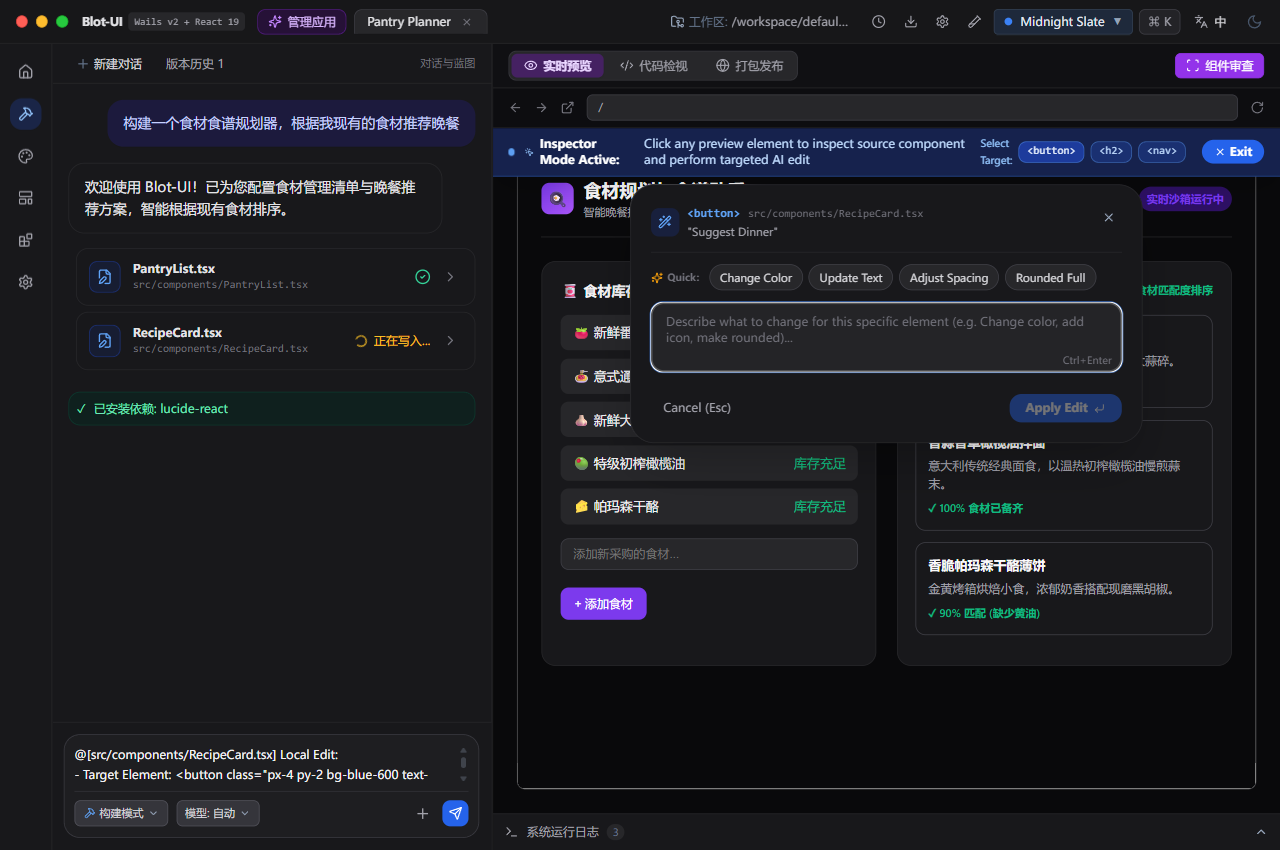 Blot-UI
Wails v2 + React 19
管理应用
Pantry Planner
工作区: /workspace/defaul...
Midnight Slate ▼
⌘ K
中
新建对话
版本历史 1
对话与蓝图
构建一个食材食谱规划器，根据我现有的食材推荐晚餐
欢迎使用 Blot-UI！已为您配置食材管理清单与晚餐推
荐方案，智能根据现有食材排序。
PantryList.tsx
src/components/PantryList.tsx
RecipeCard.tsx
src/components/RecipeCard.tsx
正在写入...
✓ 已安装依赖: lucide-react
@[src/components/RecipeCard.tsx] Local Edit:
- Target Element: <button class="px-4 py-2 bg-blue-600 text-
构建模式
模型: 自动
实时预览
代码检视
打包发布
组件审查
/
Inspector
Mode Active:
Click any preview element to inspect source component
and perform targeted AI edit
Select
Target:
<button>
<h2>
<nav>
× Exit
智能晚餐
实时沙箱运行中
<button> src/components/RecipeCard.tsx
"Suggest Dinner"
Quick:
Change Color
Update Text
Adjust Spacing
Rounded Full
Describe what to change for this specific element (e.g. Change color, add
icon, make rounded)...
Ctrl+Enter
Cancel (Esc)
Apply Edit
食材库
新鲜番
意式通
新鲜大
特级初榨橄榄油
库存充足
帕玛森干酪
库存充足
添加新采购的食材...
+ 添加食材
食材匹配度排序
蒜碎。
意大利传统经典面食，以温热初榨橄榄油慢煎蒜
末。
✓ 100% 食材已备齐
香脆帕玛森干酪薄饼
金黄烤箱烘焙小食，浓郁奶香搭配现磨黑胡椒。
✓ 90% 匹配 (缺少黄油)
系统运行日志
3